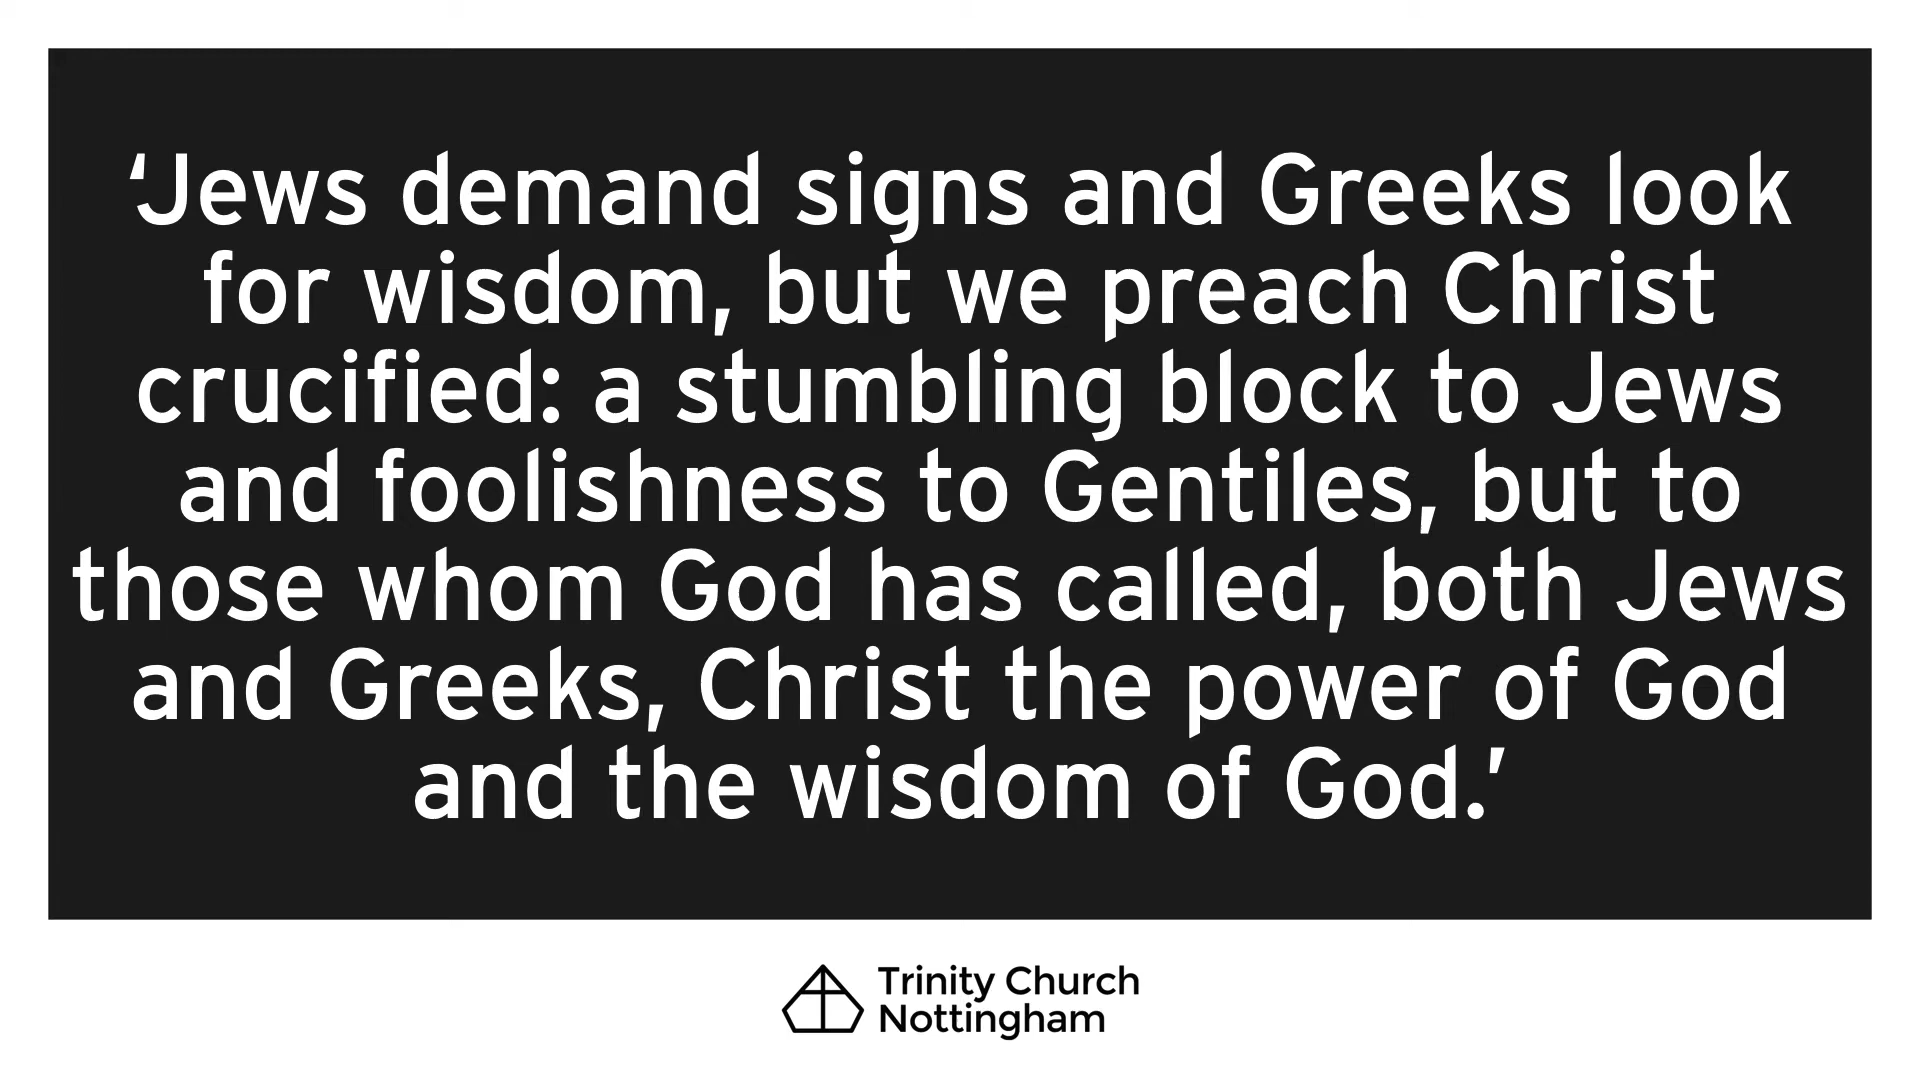 ‘Jews demand signs and Greeks look
for wisdom, but we preach Christ
crucified: a stumbling block to Jews
and foolishness to Gentiles, but to
those whom God has called, both Jews
and Greeks, Christ the power of God
and the wisdom of God.’
Trinity Church
Nottingham